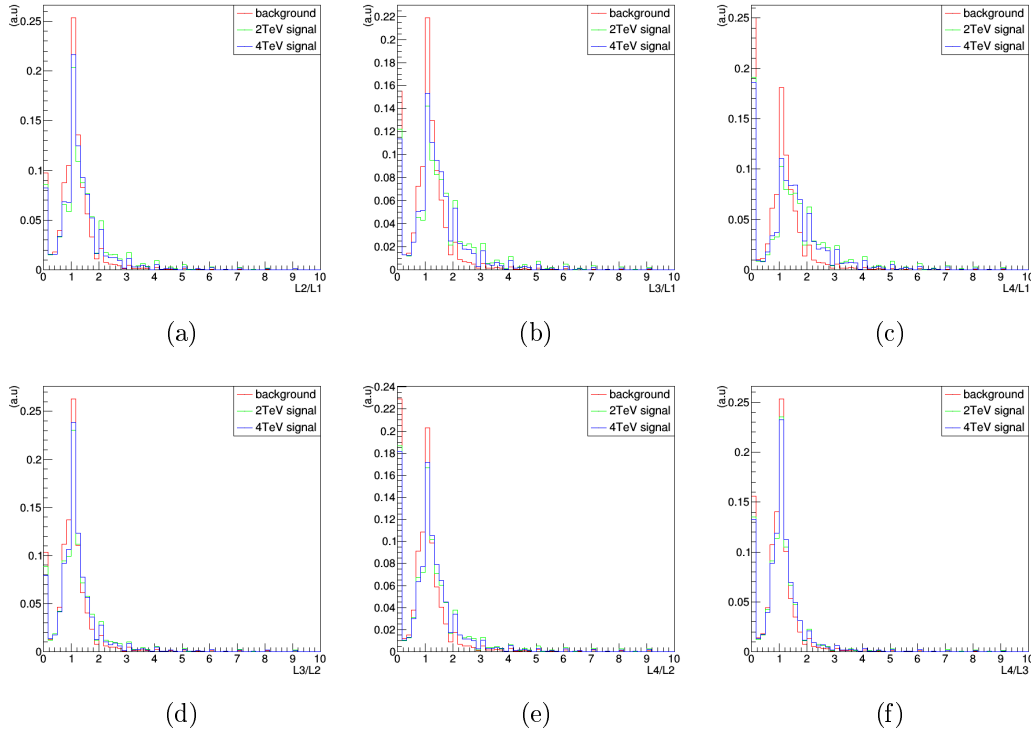 (a.u)
background
2TeV signal
4TeV signal
0.25
0.2
0.15
0.1
0.05
0
0 1 2 3 4 5 6 7 8 9 10
L2/L1
(a)
(a.u)
background
2TeV signal
4TeV signal
0.22
0.2
0.18
0.16
0.14
0.12
0.1
0.08
0.06
0.04
0.02
0
0 1 2 3 4 5 6 7 8 9 10
L3/L1
(b)
(a.u)
background
2TeV signal
4TeV signal
0.25
0.2
0.15
0.1
0.05
0
0 1 2 3 4 5 6 7 8 9 10
L4/L1
(c)
(a.u)
background
2TeV signal
4TeV signal
0.25
0.2
0.15
0.1
0.05
0
0 1 2 3 4 5 6 7 8 9 10
L3/L2
(d)
(a.u)
background
2TeV signal
4TeV signal
0.24
0.22
0.2
0.18
0.16
0.14
0.12
0.1
0.08
0.06
0.04
0.02
0
0 1 2 3 4 5 6 7 8 9 10
L4/L2
(e)
(a.u)
background
2TeV signal
4TeV signal
0.25
0.2
0.15
0.1
0.05
0
0 1 2 3 4 5 6 7 8 9 10
L4/L3
(f)